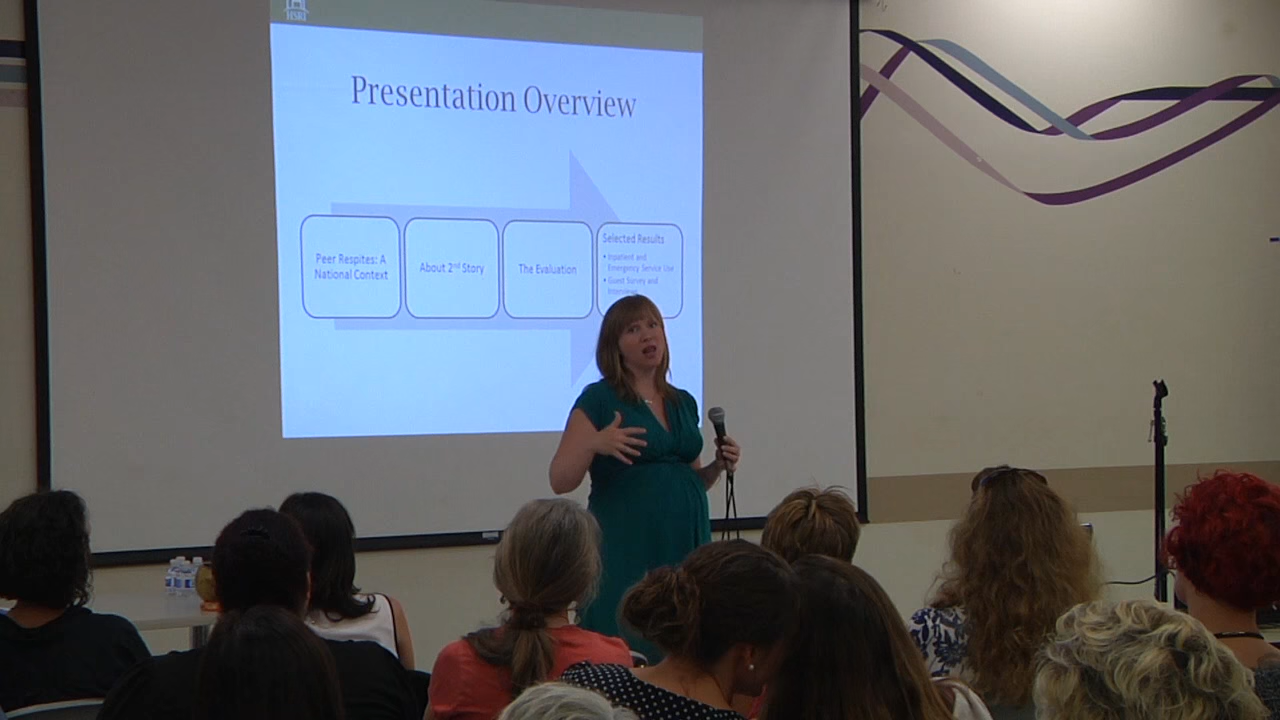 HSRI
Presentation Overview
Peer Respites: A
National Context
About 2nd Story
The Evaluation
Selected Results
• Inpatient and
Emergency Service Use
• Guest Survey and
Interviews